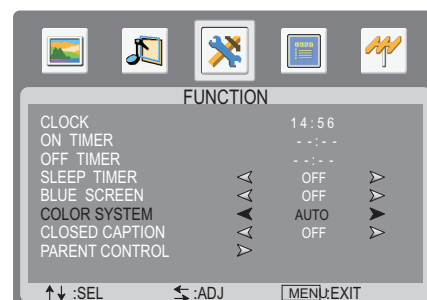 FUNCTION
CLOCK 14:56
ON TIMER --:--
OFF TIMER --:--
SLEEP TIMER OFF
BLUE SCREEN OFF
COLOR SYSTEM AUTO
CLOSED CAPTION OFF
PARENT CONTROL
:SEL :ADJ MENU:EXIT